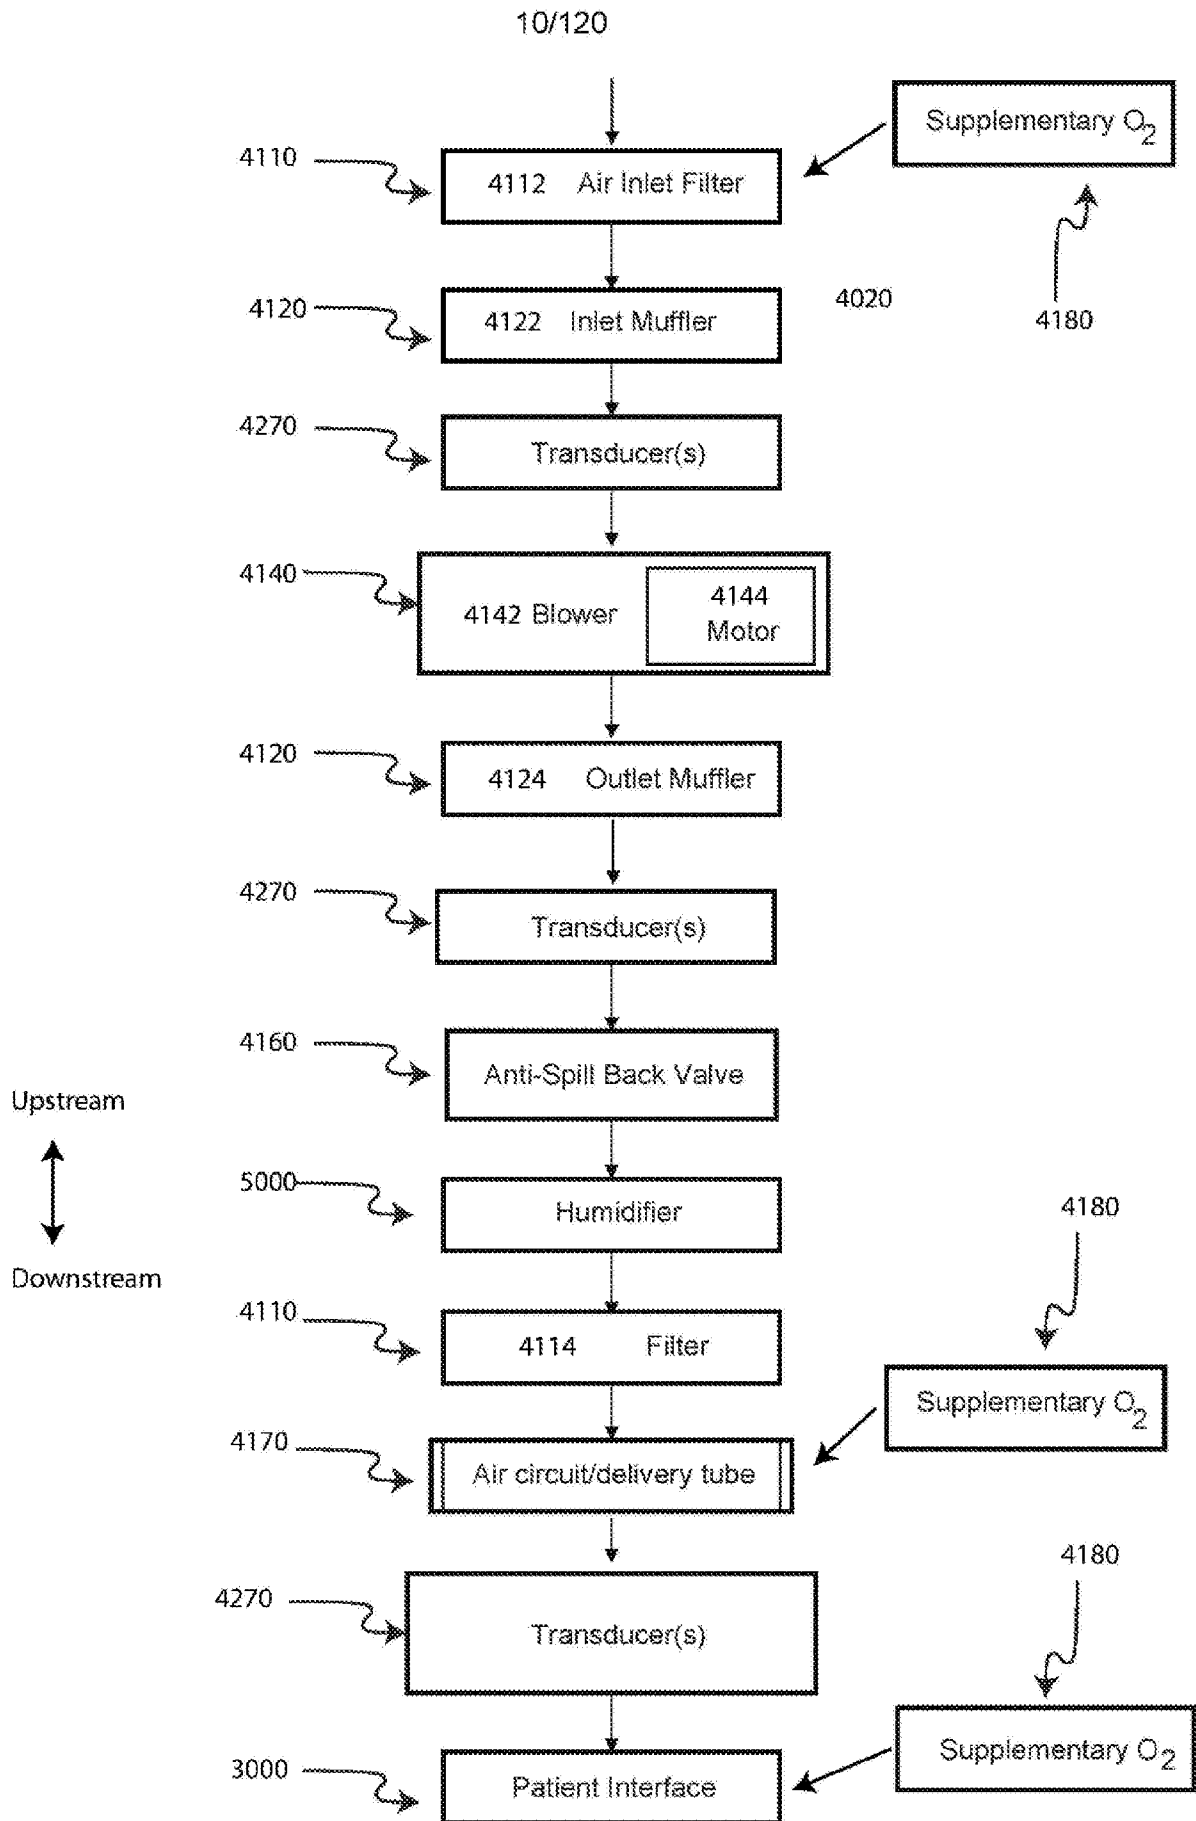 10/120
Supplementary O2
4110
4112 Air Inlet Filter
4180
4120
4122 Inlet Muffler
4020
4270
Transducer(s)
4140
4142 Blower
4144
Motor
4120
4124 Outlet Muffler
4270
Transducer(s)
4160
Anti-Spill Back Valve
Upstream
Downstream
5000
Humidifier
4180
4110
4114 Filter
Supplementary O2
4170
Air circuit/delivery tube
4180
4270
Transducer(s)
Supplementary O2
3000
Patient Interface